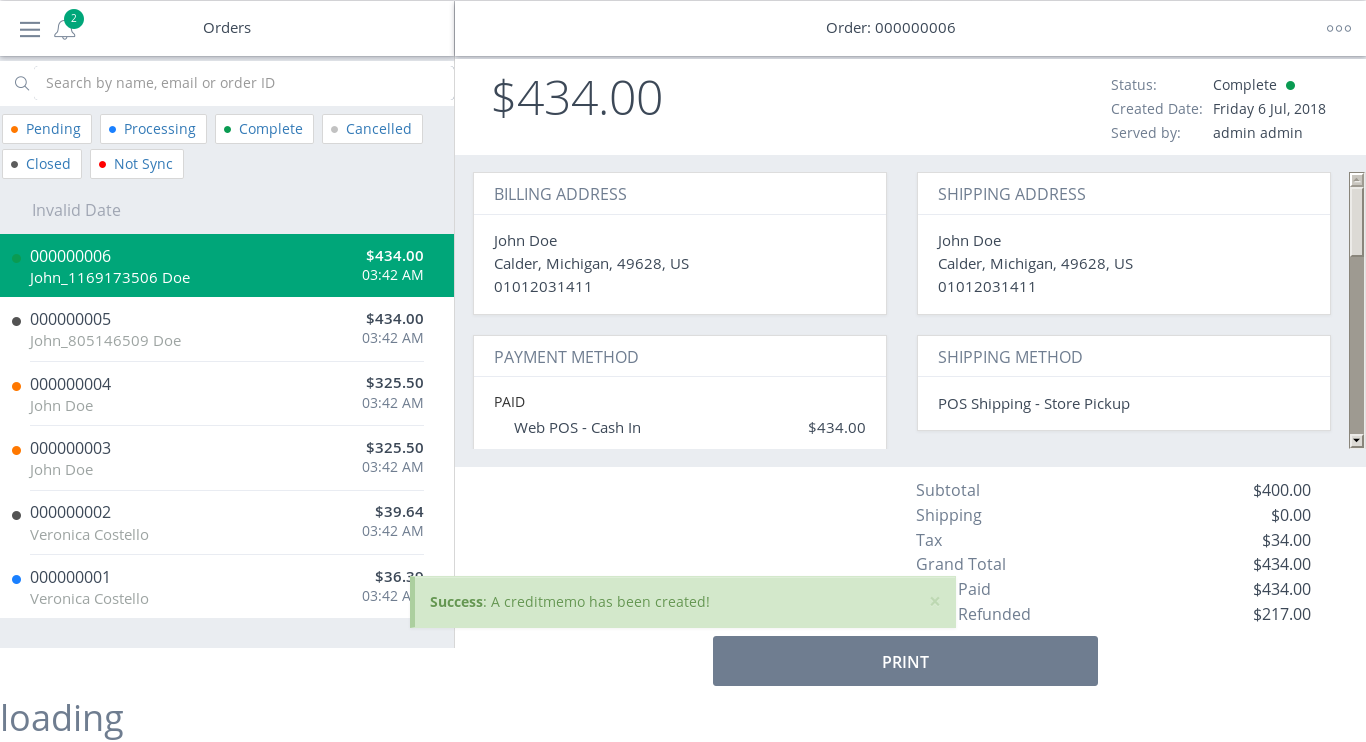 2
Orders
Order: 000000006
Search by name, email or order ID
Pending
Processing
Complete
Cancelled
Closed
Not Sync
Invalid Date
000000006 $434.00
John_1169173506 Doe 03:42 AM
000000005 $434.00
John_805146509 Doe 03:42 AM
000000004 $325.50
John Doe 03:42 AM
000000003 $325.50
John Doe 03:42 AM
000000002 $39.64
Veronica Costello 03:42 AM
000000001 $36.39
Veronica Costello 03:42
$434.00
Status: Complete
Created Date: Friday 6 Jul, 2018
Served by: admin admin
BILLING ADDRESS
John Doe
Calder, Michigan, 49628, US
01012031411
SHIPPING ADDRESS
John Doe
Calder, Michigan, 49628, US
01012031411
PAYMENT METHOD
PAID
Web POS - Cash In $434.00
SHIPPING METHOD
POS Shipping - Store Pickup
Subtotal $400.00
Shipping $0.00
Tax $34.00
Grand Total $434.00
Paid $434.00
Refunded $217.00
Success: A creditmemo has been created! ×
PRINT
loading